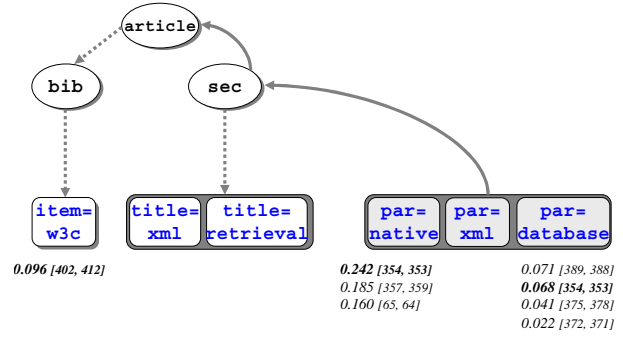 article
bib
sec
item=
w3c
title=
xml
title=
retrieval
par=
native
par=
xml
par=
database
0.096 [402, 412]
0.242 [354, 353]
0.185 [357, 359]
0.160 [65, 64]
0.071 [389, 388]
0.068 [354, 353]
0.041 [375, 378]
0.022 [372, 371]